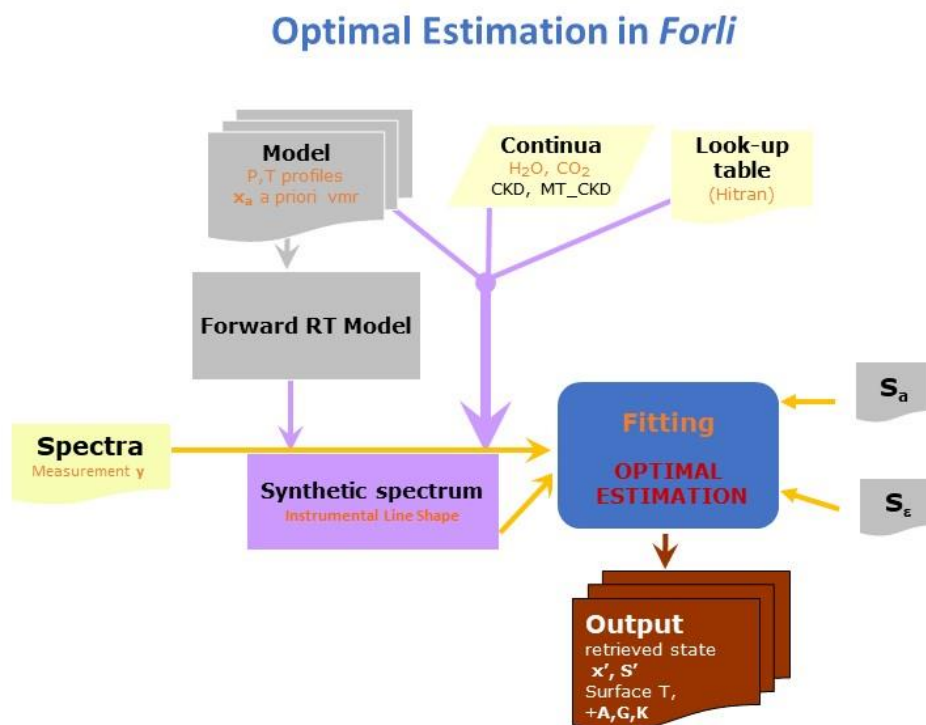 Optimal Estimation in Forli
Model
P,T profiles
xₐ a priori vmr
Continua
H₂O, CO₂
CKD, MT_CKD
Look-up
table
(Hitran)
Forward RT Model
Spectra
Measurement y
Synthetic spectrum
Instrumental Line Shape
Fitting
OPTIMAL
ESTIMATION
Sₐ
Sε
Output
retrieved state
x', S'
Surface T,
+A,G,K